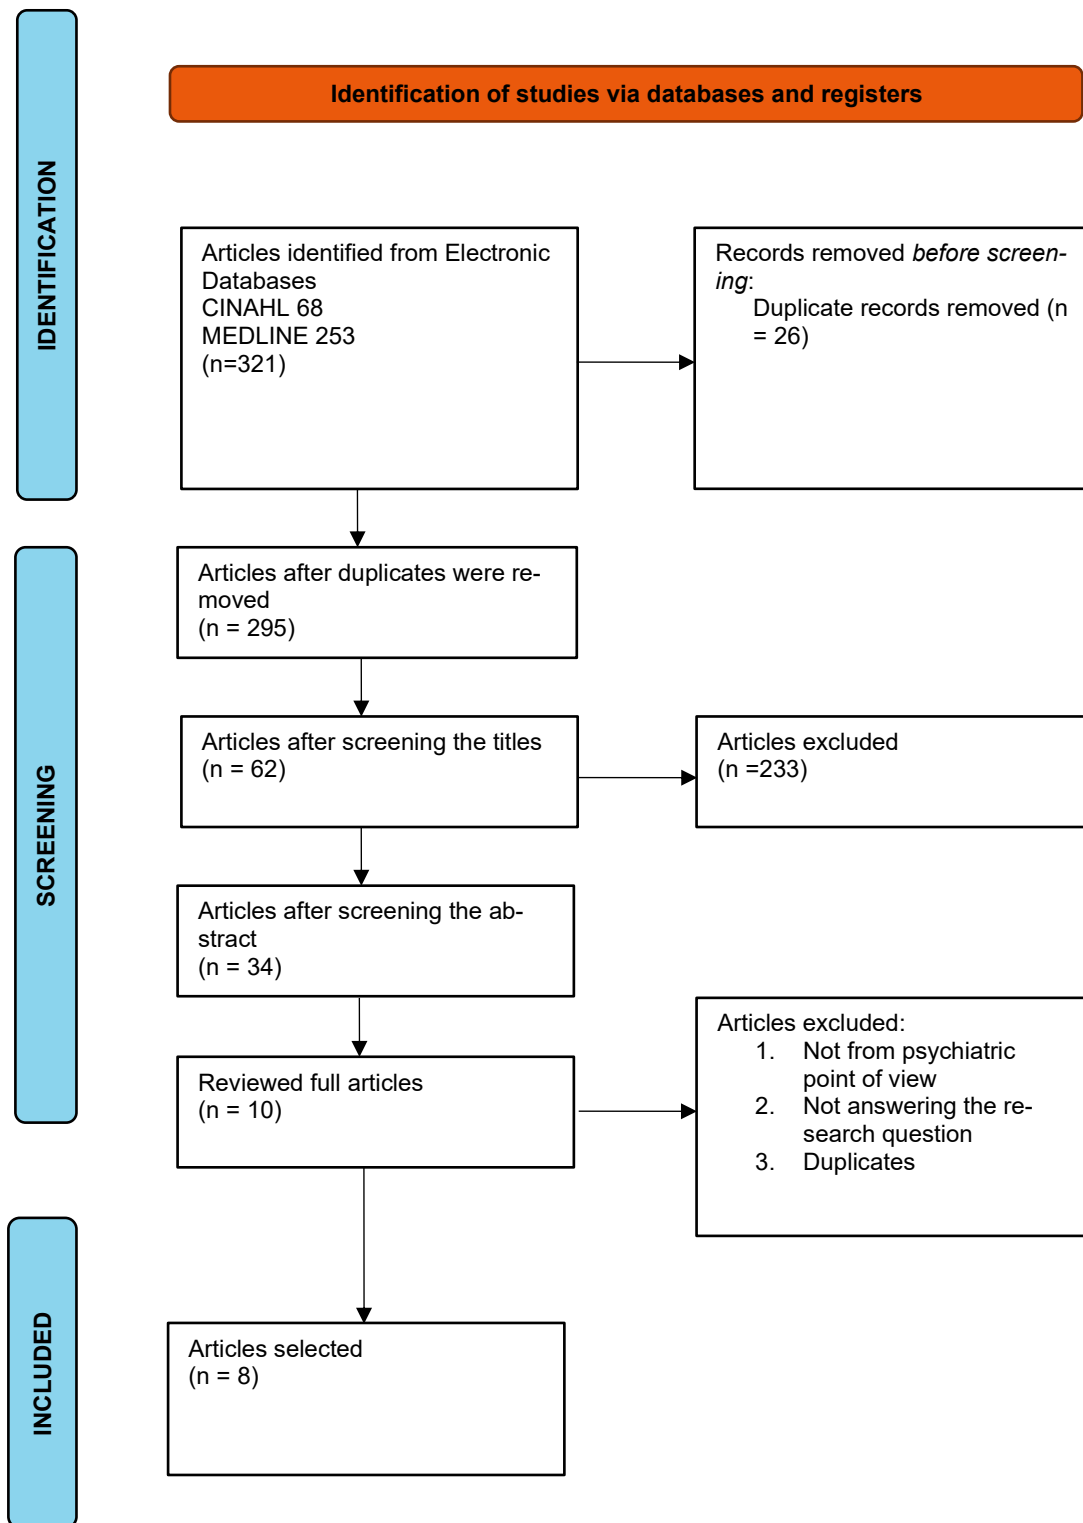 Identification of studies via databases and registers
IDENTIFICATION
Articles identified from Electronic
Databases
CINAHL 68
MEDLINE 253
(n=321)
Records removed before screen-
ing:
Duplicate records removed (n
= 26)
SCREENING
Articles after duplicates were re-
moved
(n = 295)
Articles after screening the titles
(n = 62)
Articles excluded
(n =233)
Articles after screening the ab-
stract
(n = 34)
Reviewed full articles
(n = 10)
Articles excluded:
1. Not from psychiatric
point of view
2. Not answering the re-
search question
3. Duplicates
INCLUDED
Articles selected
(n = 8)